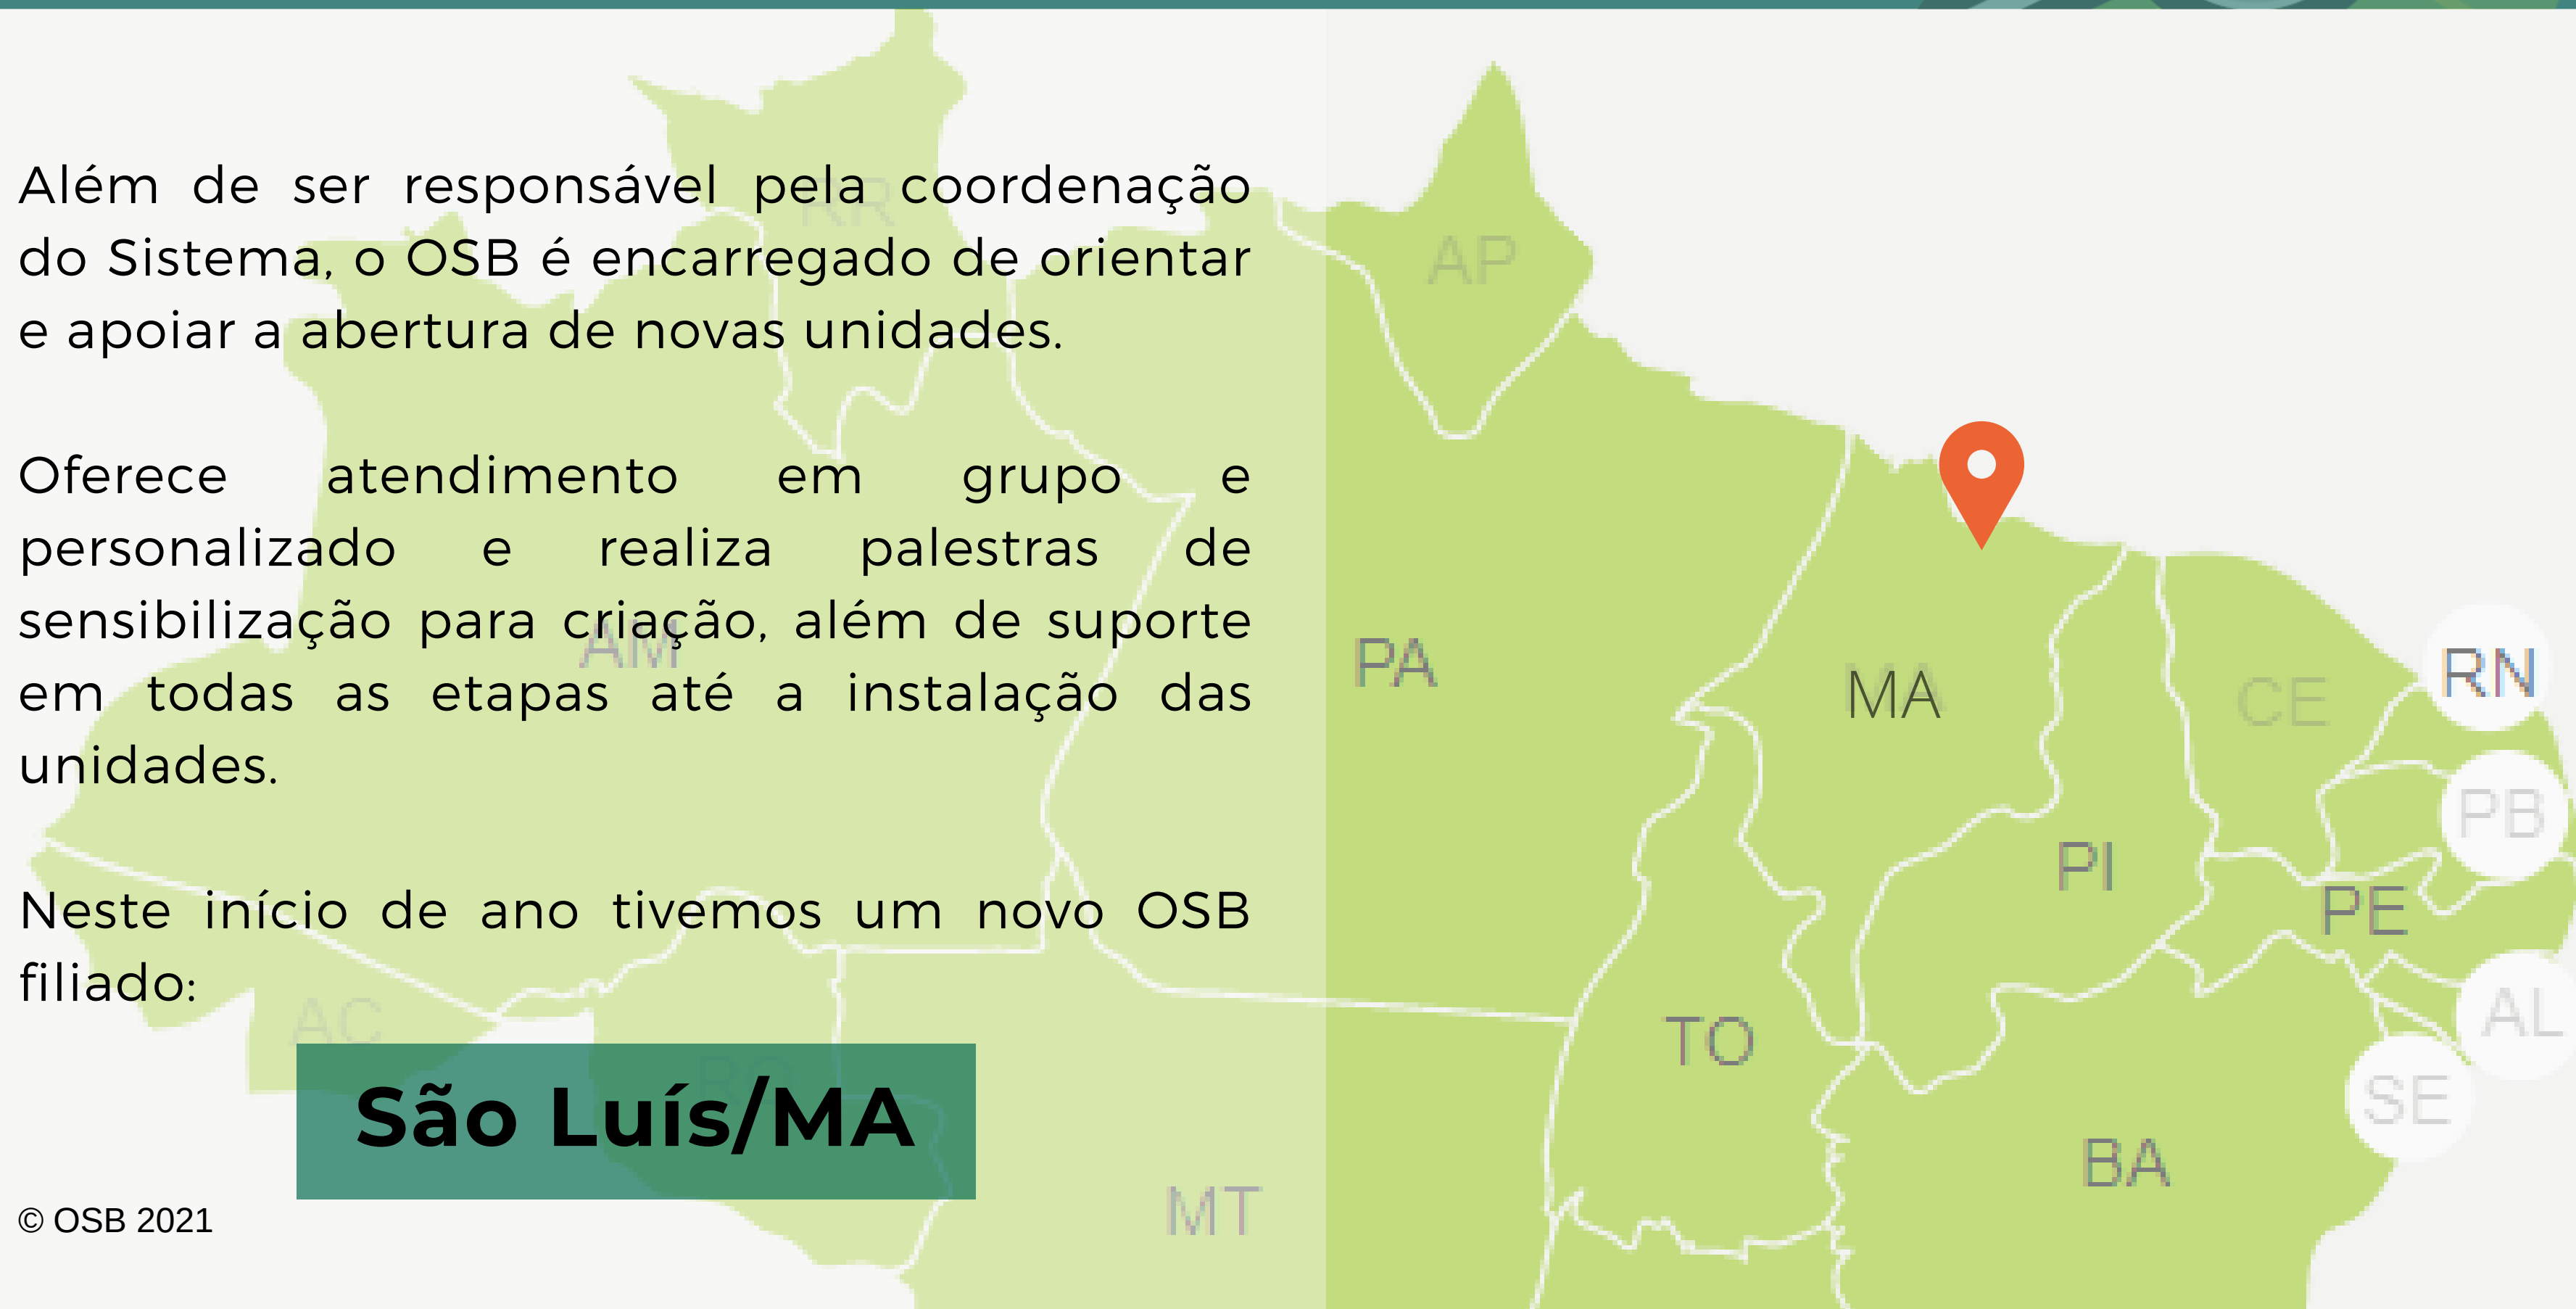 Além de ser responsável pela coordenação
do Sistema, o OSB é encarregado de orientar
e apoiar a abertura de novas unidades.
Oferece atendimento em grupo e
personalizado e realiza palestras de
sensibilização para criação, além de suporte
em todas as etapas até a instalação das
unidades.
Neste início de ano tivemos um novo OSB
filiado:
São Luís/MA
© OSB 2021
RR
AP
AM
PA
MA
CE
RN
PB
PI
PE
AC
AL
TO
RO
SE
BA
MT